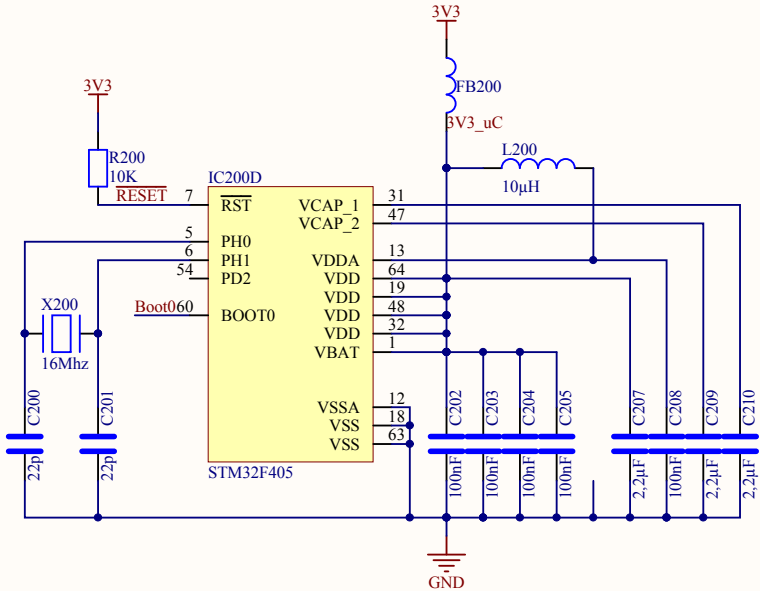 3V3
FB200
3V3_uC
L200
10µH
3V3
R200
10K
RESET
IC200D
7 RST
5 PH0
6 PH1
54 PD2
Boot0 60 BOOT0
VCAP_1 31
VCAP_2 47
VDDA 13
VDD 64
VDD 19
VDD 48
VDD 32
VBAT 1
VSSA 12
VSS 18
VSS 63
STM32F405
X200
16Mhz
C200
22p
C201
22p
C202
100nF
C203
100nF
C204
100nF
C205
100nF
C207
2,2µF
C208
100nF
C209
2,2µF
C210
2,2µF
GND